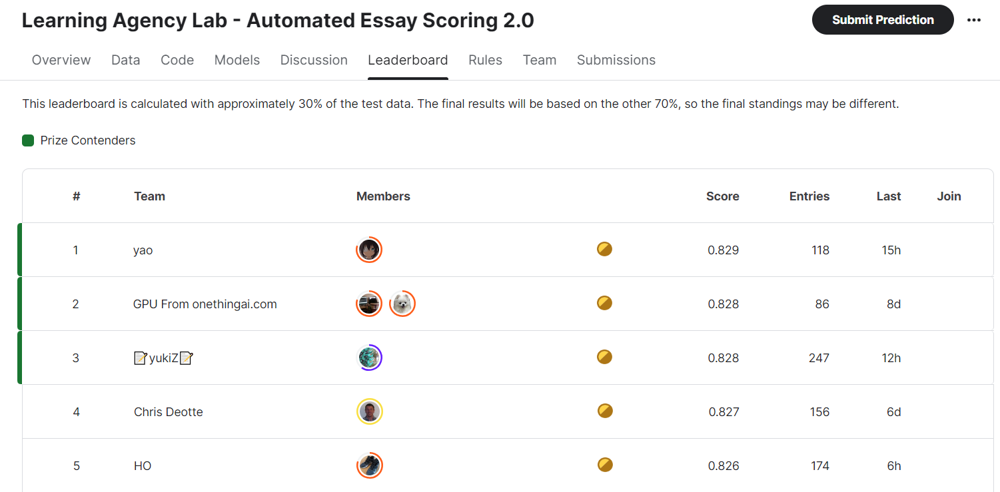 Learning Agency Lab - Automated Essay Scoring 2.0
Submit Prediction
Overview Data Code Models Discussion Leaderboard Rules Team Submissions
This leaderboard is calculated with approximately 30% of the test data. The final results will be based on the other 70%, so the final standings may be different.
Prize Contenders
# Team Members Score Entries Last Join
1 yao 0.829 118 15h
2 GPU From onethingai.com 0.828 86 8d
3 📝yukiZ📝 0.828 247 12h
4 Chris Deotte 0.827 156 6d
5 HO 0.826 174 6h